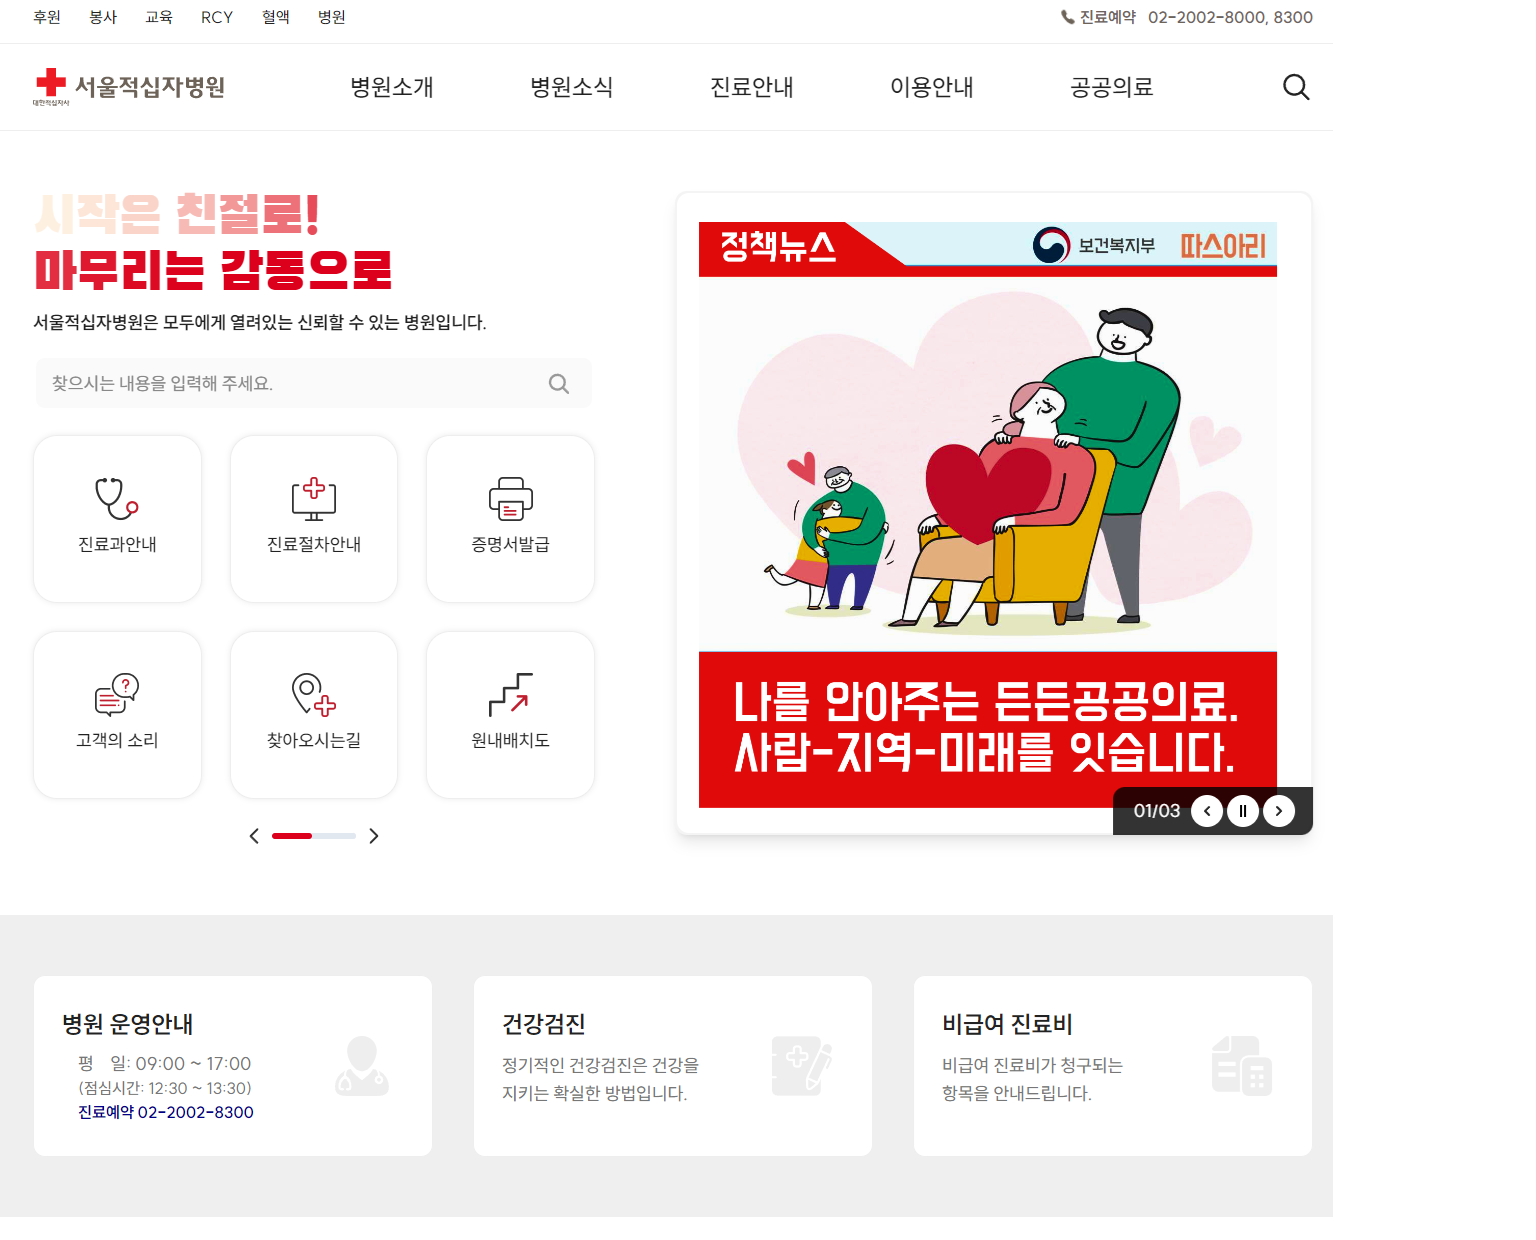 후원 봉사 교육 RCY 혈액 병원
진료예약 02-2002-8000, 8300
대한적십자사
서울적십자병원
병원소개 병원소식 진료안내 이용안내 공공의료
시작은 친절로!
마무리는 감동으로
서울적십자병원은 모두에게 열려있는 신뢰할 수 있는 병원입니다.
찾으시는 내용을 입력해 주세요.
진료과안내 진료절차안내 증명서발급
고객의 소리 찾아오시는길 원내배치도
정책뉴스 보건복지부 따스아리
나를 안아주는 든든공공의료.
사람-지역-미래를 잇습니다.
01/03
병원 운영안내
평 일: 09:00 ~ 17:00
(점심시간: 12:30 ~ 13:30)
진료예약 02-2002-8300
건강검진
정기적인 건강검진은 건강을
지키는 확실한 방법입니다.
비급여 진료비
비급여 진료비가 청구되는
항목을 안내드립니다.